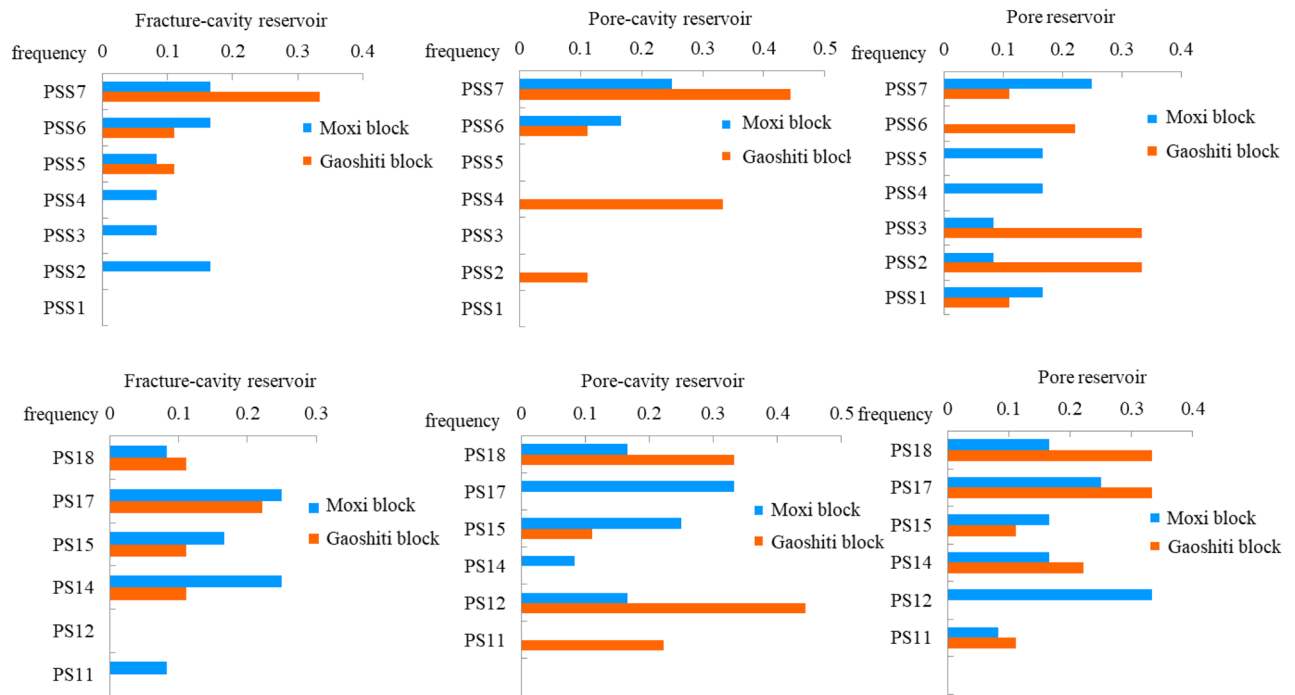 Fracture-cavity reservoir
frequency 0 0.1 0.2 0.3 0.4
PSS7
PSS6
PSS5
PSS4
PSS3
PSS2
PSS1
Moxi block
Gaoshiti block
Pore-cavity reservoir
frequency 0 0.1 0.2 0.3 0.4 0.5
PSS7
PSS6
PSS5
PSS4
PSS3
PSS2
PSS1
Moxi block
Gaoshiti block
Pore reservoir
frequency 0 0.1 0.2 0.3 0.4
PSS7
PSS6
PSS5
PSS4
PSS3
PSS2
PSS1
Moxi block
Gaoshiti block
Fracture-cavity reservoir
frequency 0 0.1 0.2 0.3
PS18
PS17
PS15
PS14
PS12
PS11
Moxi block
Gaoshiti block
Pore-cavity reservoir
frequency 0 0.1 0.2 0.3 0.4 0.5
PS18
PS17
PS15
PS14
PS12
PS11
Moxi block
Gaoshiti block
Pore reservoir
frequency 0 0.1 0.2 0.3 0.4
PS18
PS17
PS15
PS14
PS12
PS11
Moxi block
Gaoshiti block